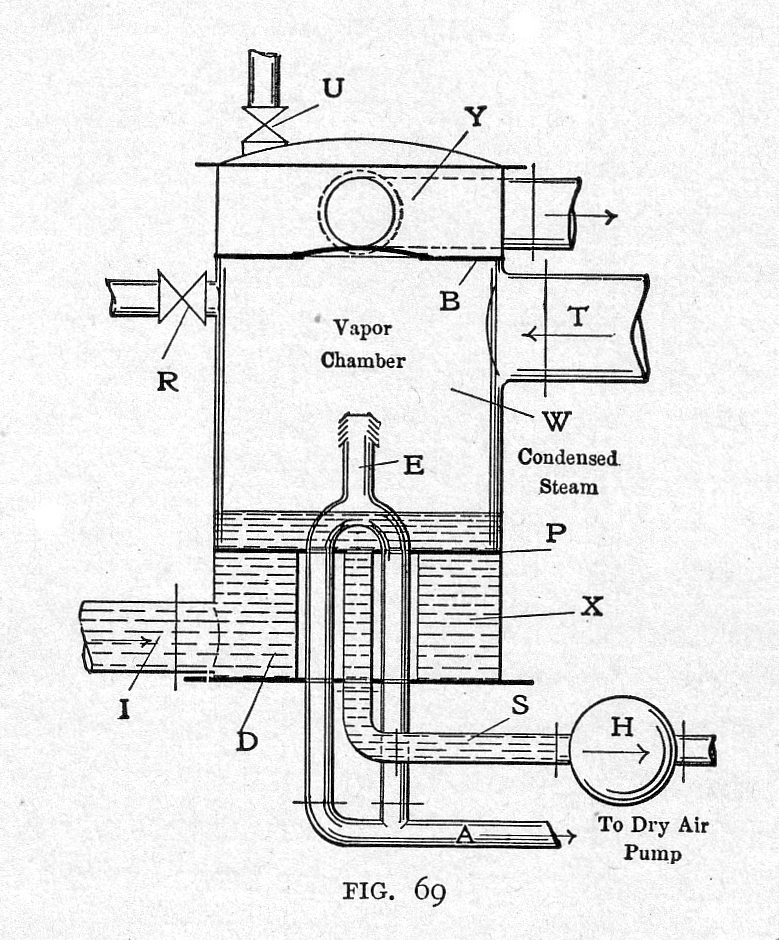 U
Y
B
T
Vapor
Chamber
R
W
E
Condensed
Steam
P
X
I
D
S
H
To Dry Air
Pump
A
FIG. 69